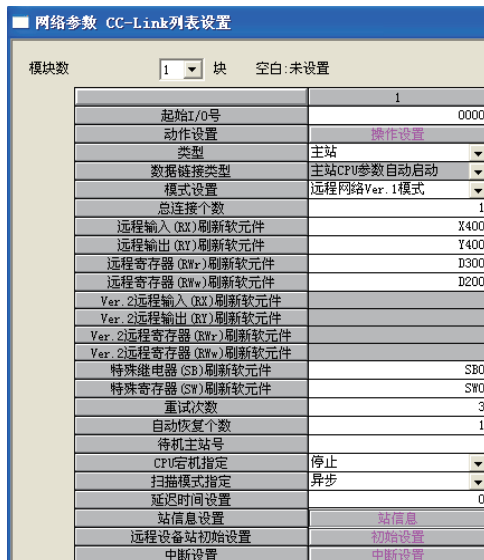 网络参数 CC-Link列表设置
模块数 1 块 空白:未设置
1
起始I/O号 0000
动作设置 操作设置
类型 主站
数据链接类型 主站CPU参数自动启动
模式设置 远程网络Ver.1模式
总连接个数 1
远程输入(RX)刷新软元件 X400
远程输出(RY)刷新软元件 Y400
远程寄存器(RWr)刷新软元件 D300
远程寄存器(RWw)刷新软元件 D200
Ver.2远程输入(RX)刷新软元件
Ver.2远程输出(RY)刷新软元件
Ver.2远程寄存器(RWr)刷新软元件
Ver.2远程寄存器(RWw)刷新软元件
特殊继电器(SB)刷新软元件 SB0
特殊寄存器(SW)刷新软元件 SW0
重试次数 3
自动恢复个数 1
待机主站号
CPU宕机指定 停止
扫描模式指定 异步
延迟时间设置 0
站信息设置 站信息
远程设备站初始设置 初始设置
中断设置 中断设置